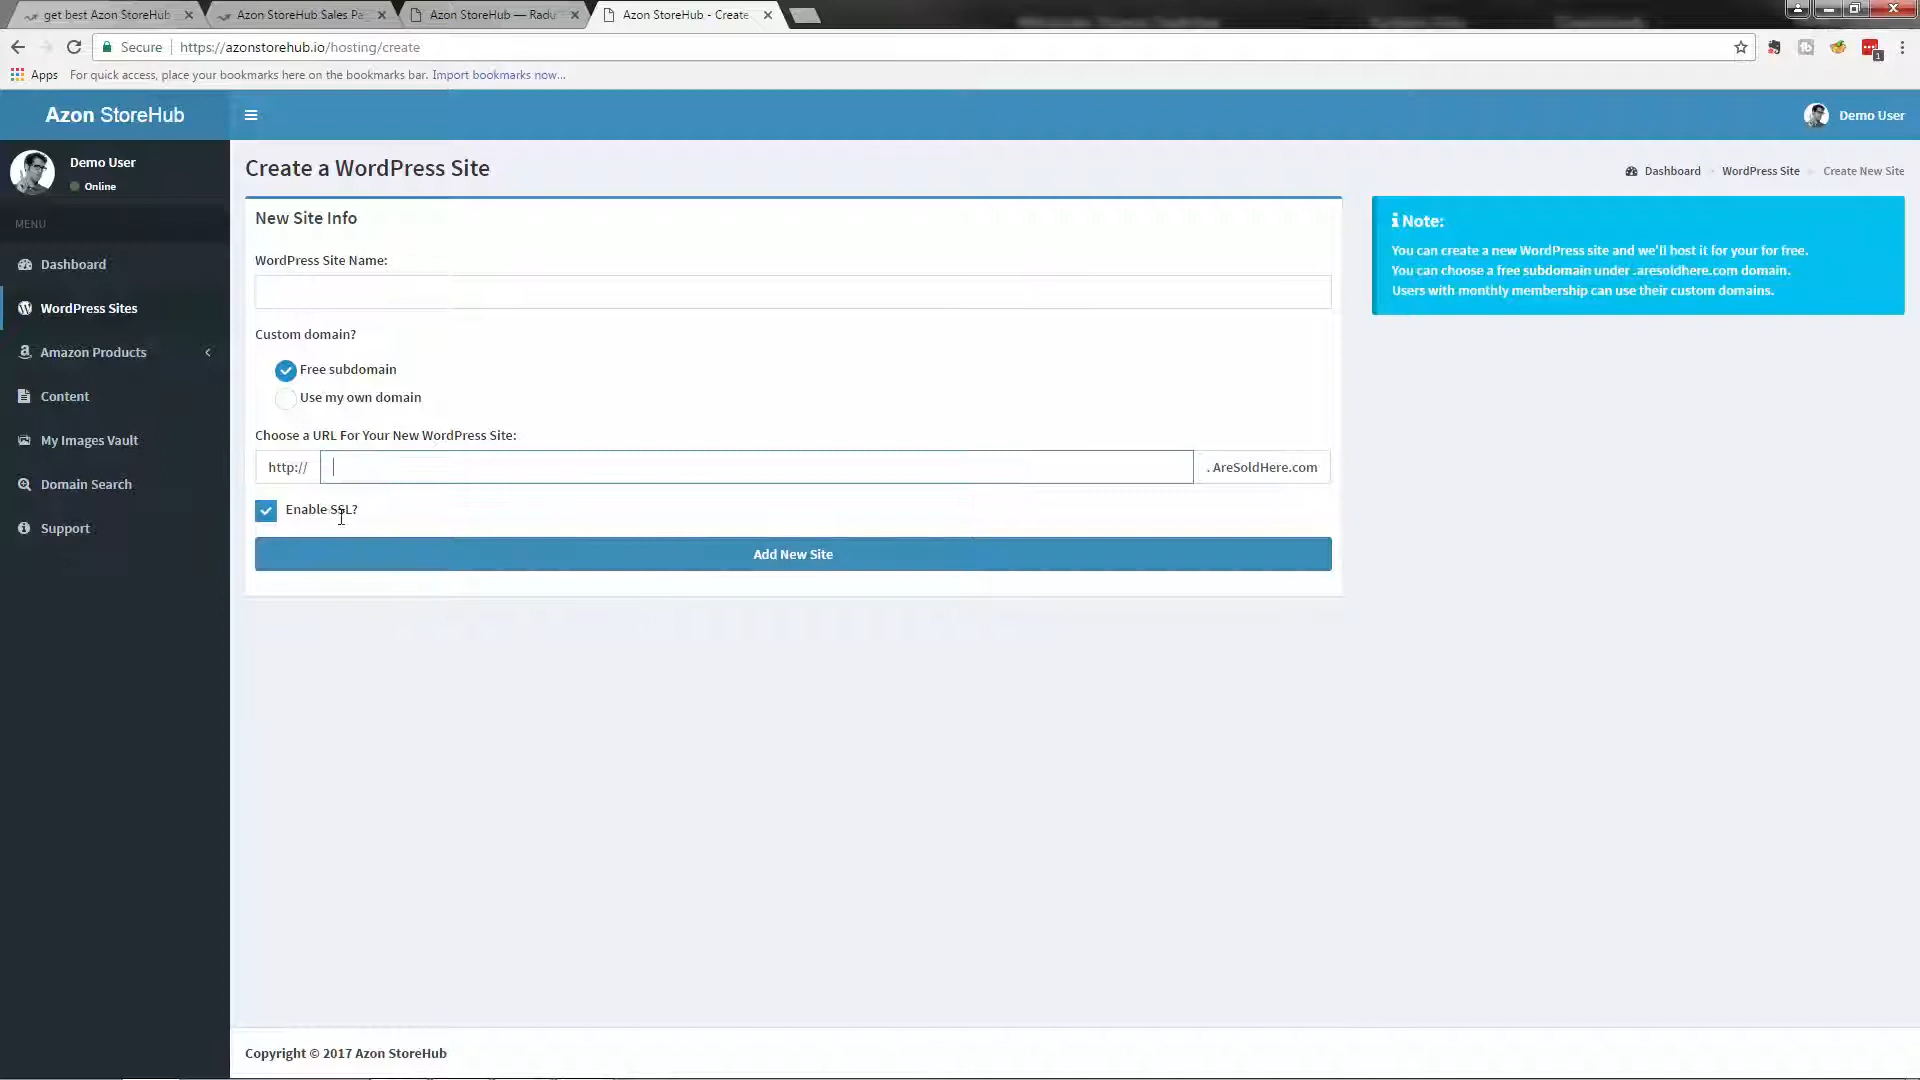 get best Azon StoreHub
Azon StoreHub Sales Pa
Azon StoreHub — Radu
Azon StoreHub - Create
Secure
https://azonstorehub.io/hosting/create
1
Apps
For quick access, place your bookmarks here on the bookmarks bar. Import bookmarks now...
Azon StoreHub
Demo User
Demo User
Online
MENU
Dashboard
WordPress Sites
Amazon Products
Content
My Images Vault
Domain Search
Support
Create a WordPress Site
Dashboard
WordPress Site
Create New Site
New Site Info
WordPress Site Name:
Custom domain?
Free subdomain
Use my own domain
Choose a URL For Your New WordPress Site:
http://
. AreSoldHere.com
Enable SSL?
Add New Site
Note:
You can create a new WordPress site and we'll host it for your for free.
You can choose a free subdomain under .aresoldhere.com domain.
Users with monthly membership can use their custom domains.
Copyright © 2017 Azon StoreHub